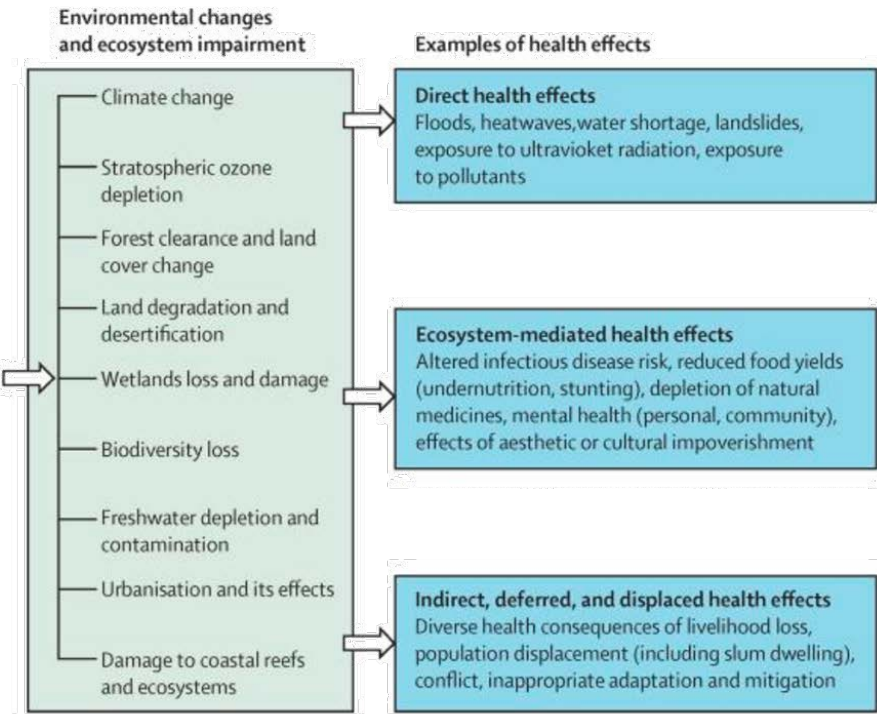 Environmental changes
and ecosystem impairment
Climate change
Stratospheric ozone
depletion
Forest clearance and land
cover change
Land degradation and
desertification
Wetlands loss and damage
Biodiversity loss
Freshwater depletion and
contamination
Urbanisation and its effects
Damage to coastal reefs
and ecosystems
Examples of health effects
Direct health effects
Floods, heatwaves,water shortage, landslides,
exposure to ultravioket radiation, exposure
to pollutants
Ecosystem-mediated health effects
Altered infectious disease risk, reduced food yields
(undernutrition, stunting), depletion of natural
medicines, mental health (personal, community),
effects of aesthetic or cultural impoverishment
Indirect, deferred, and displaced health effects
Diverse health consequences of livelihood loss,
population displacement (including slum dwelling),
conflict, inappropriate adaptation and mitigation